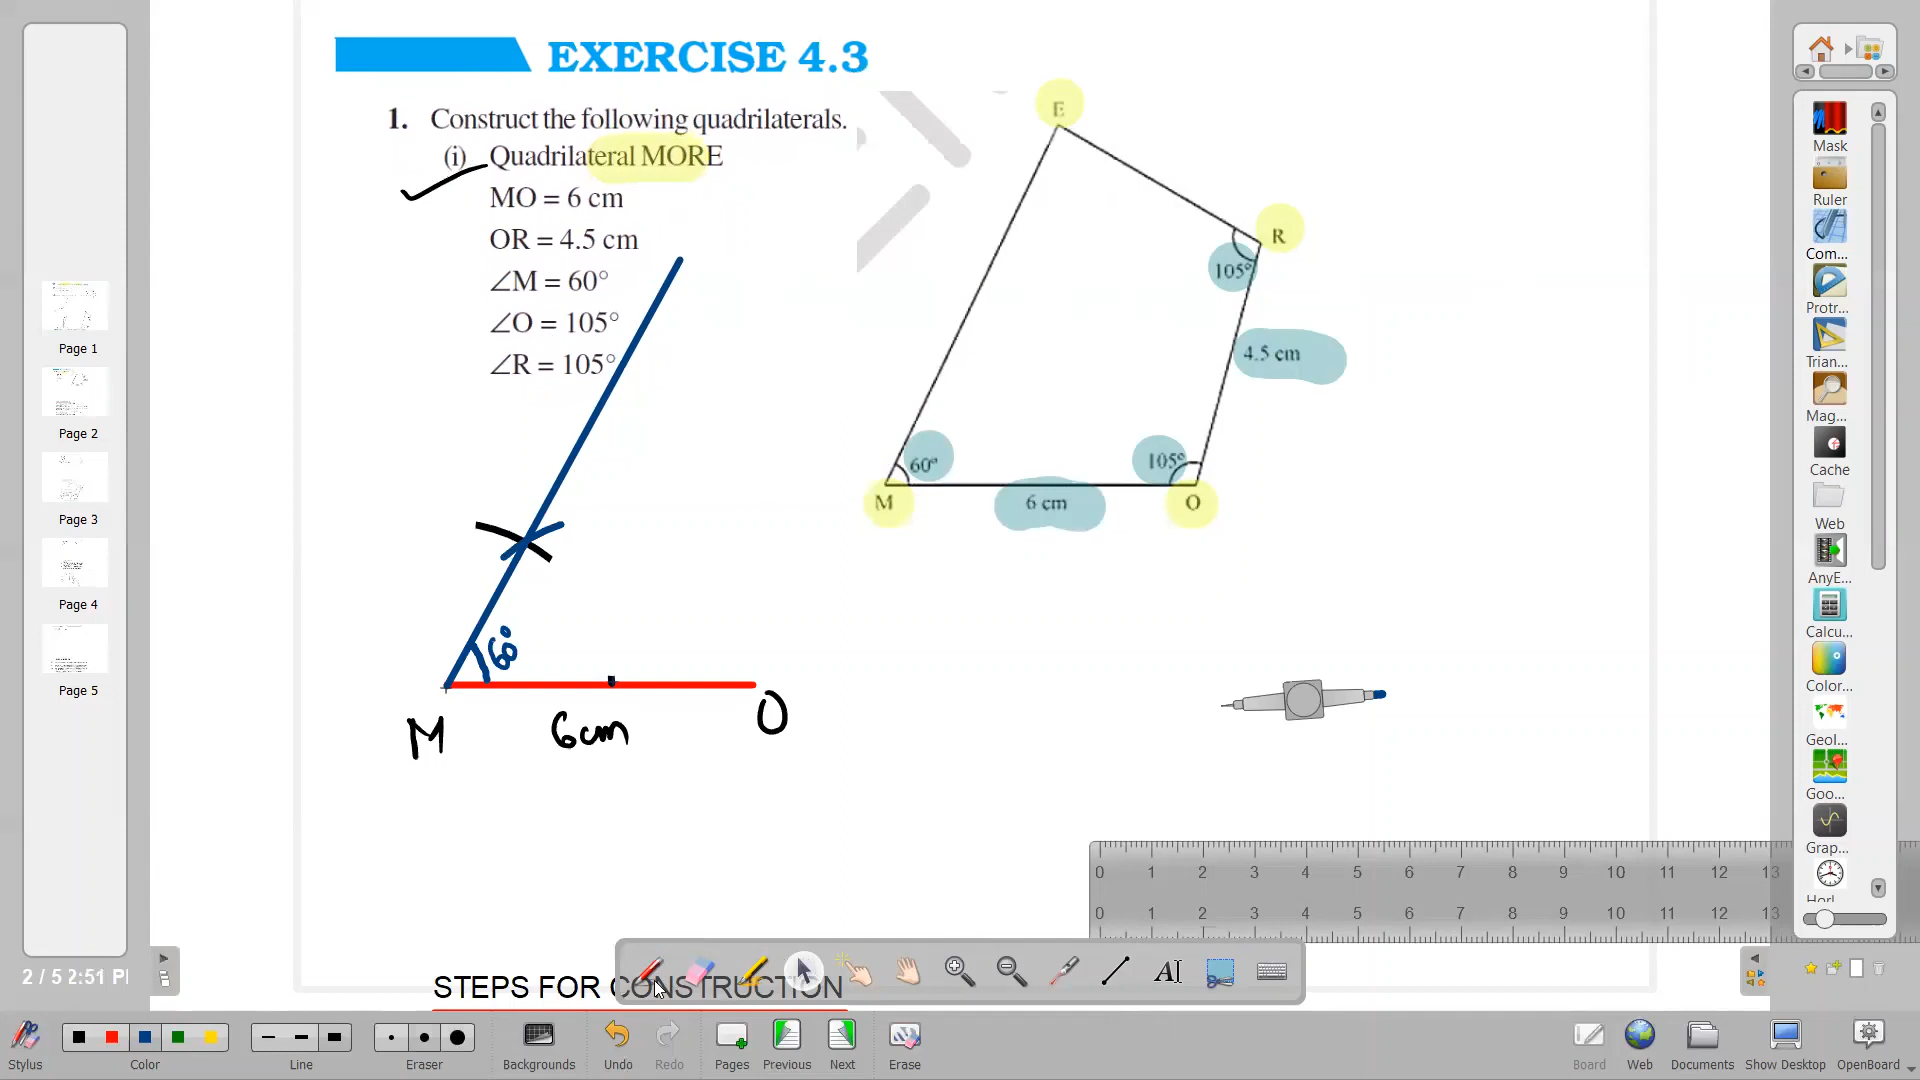 EXERCISE 4.3
1. Construct the following quadrilaterals.
(i) Quadrilateral MORE
MO = 6 cm
OR = 4.5 cm
∠M = 60°
∠O = 105°
∠R = 105°
E
R
105°
4.5 cm
60°
105°
M
6 cm
O
60°
M
6cm
O
STEPS FOR CONSTRUCTION
0 1 2 3 4 5 6 7 8 9 10 11 12 13
0 1 2 3 4 5 6 7 8 9 10 11 12 13
Page 1
Page 2
Page 3
Page 4
Page 5
2 / 5 2:51 PM
Mask
Ruler
Com...
Protr...
Trian...
Mag...
Cache
Web
AnyE...
Calcu...
Color...
Geol...
Goo...
Grap...
Horl
Stylus
Color
Line
Eraser
Backgrounds
Undo
Redo
Pages
Previous
Next
Erase
Board
Web
Documents
Show Desktop
OpenBoard